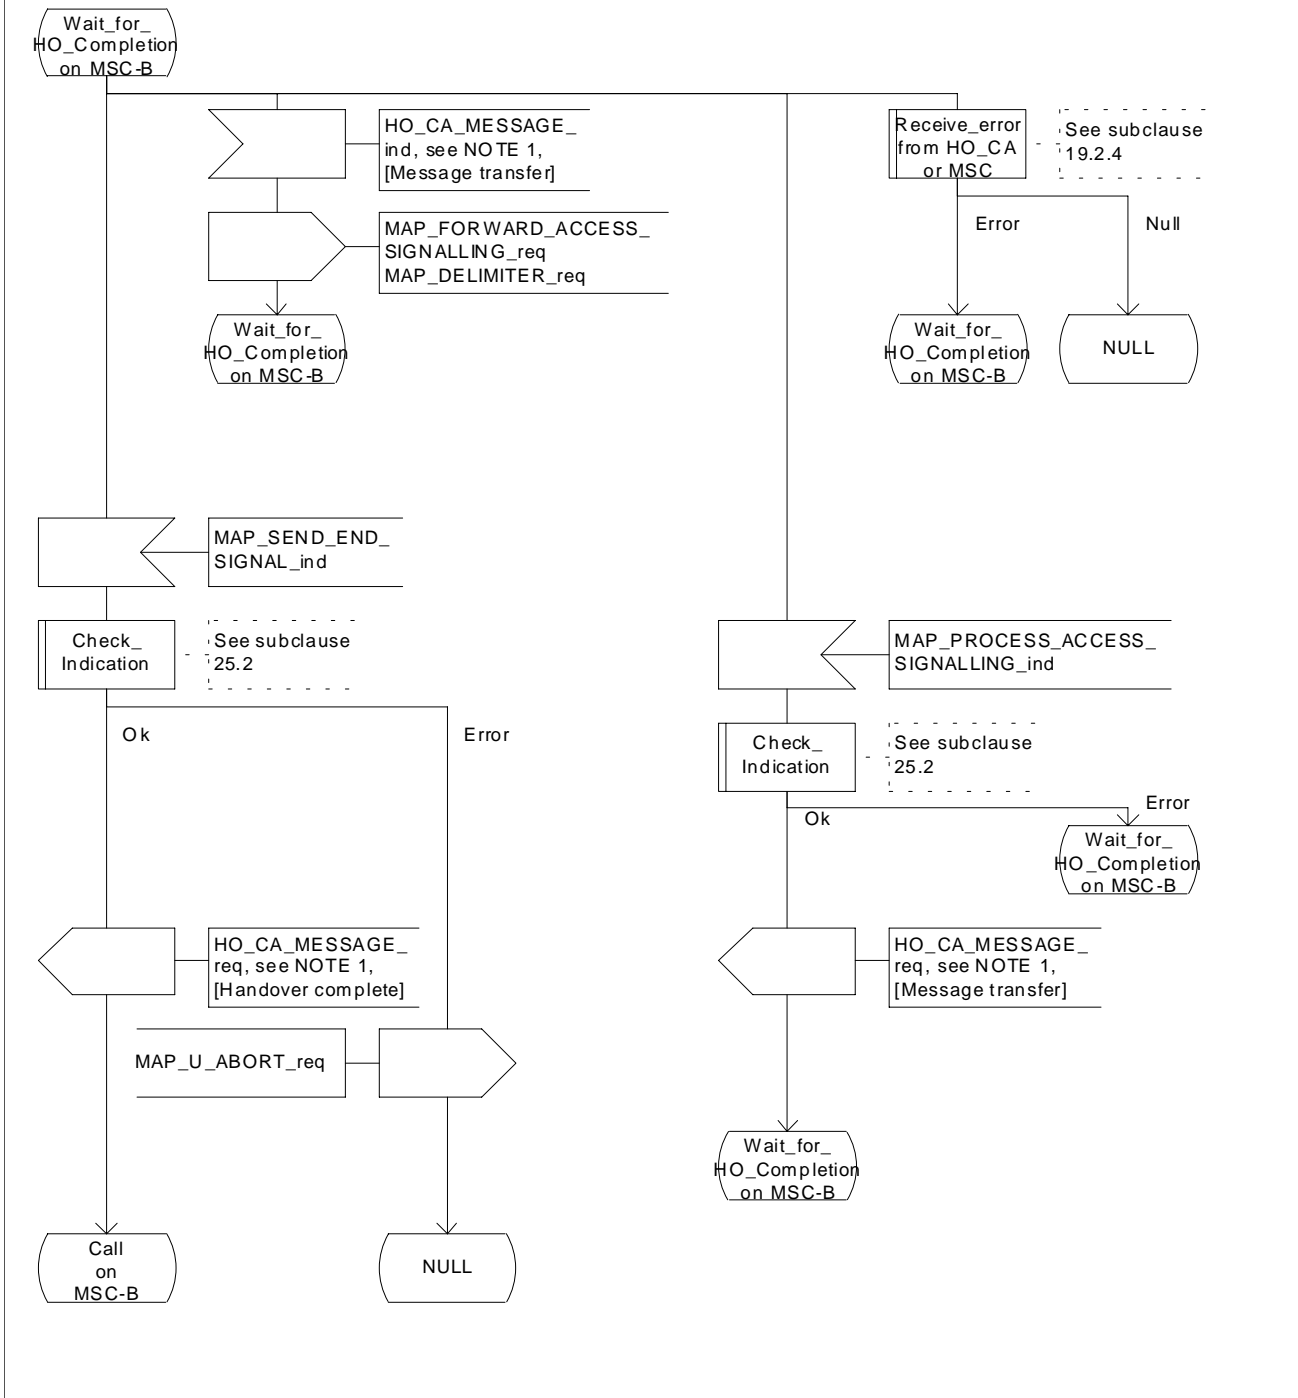 Wait_for_
HO_Completion
on MSC-B
HO_CA_MESSAGE_
ind, see NOTE 1,
[Message transfer]
Receive_error
from HO_CA
or MSC
See subclause
19.2.4
MAP_FORWARD_ACCESS_
SIGNALLING_req
MAP_DELIMITER_req
Error
Null
Wait_for_
HO_Completion
on MSC-B
Wait_for_
HO_Completion
on MSC-B
NULL
MAP_SEND_END_
SIGNAL_ind
Check_
Indication
See subclause
25.2
MAP_PROCESS_ACCESS_
SIGNALLING_ind
Ok
Error
Check_
Indication
See subclause
25.2
Ok
Error
Wait_for_
HO_Completion
on MSC-B
HO_CA_MESSAGE_
req, see NOTE 1,
[Handover complete]
HO_CA_MESSAGE_
req, see NOTE 1,
[Message transfer]
MAP_U_ABORT_req
Wait_for_
HO_Completion
on MSC-B
Call
on
MSC-B
NULL